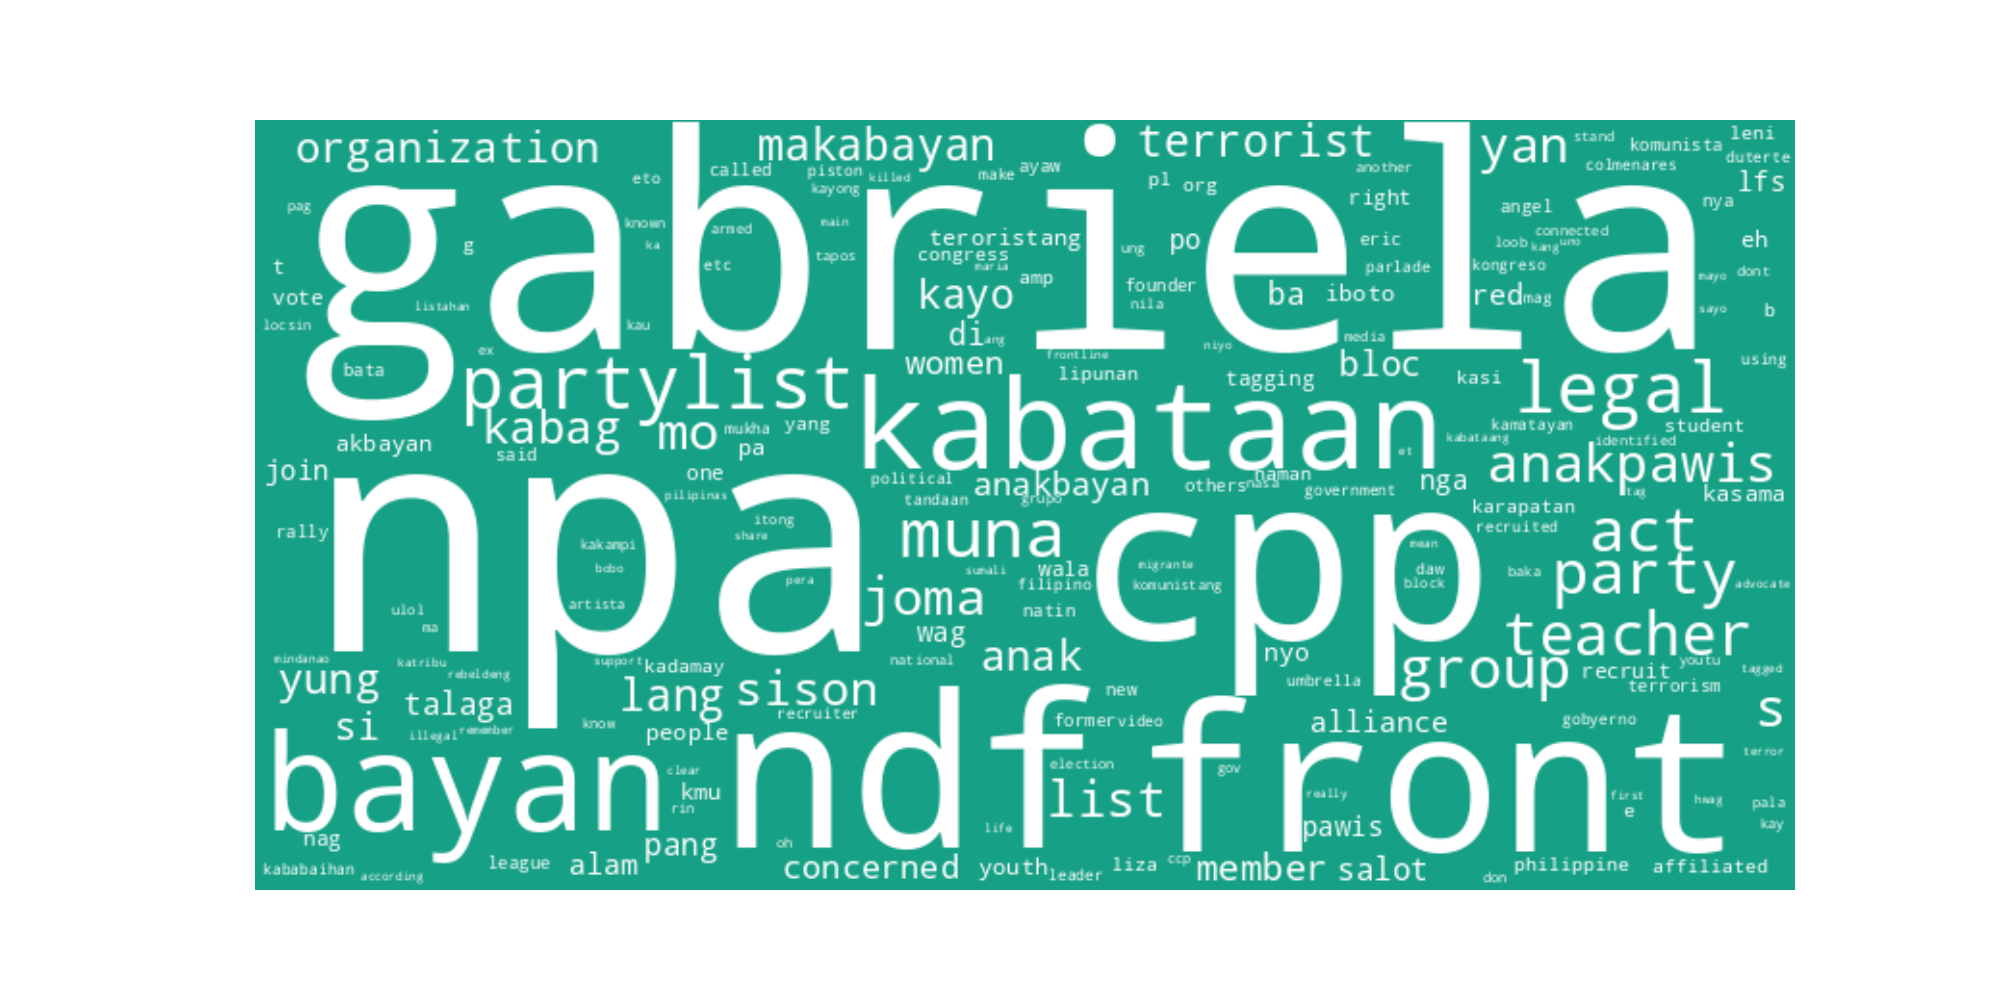 organization makabayan terrorist yan stand komunista leni
eto called piston killed make ayaw another colmenares duterte
kayong pl org right lfs
pag gabriela angel nya
known armed main
g ka teroristang ung po eric connected loob kang uno eh
t etc tapos congress maria amp parlade kongreso mayo dont
vote listahan kayo founder nila ba iboto red mag sayo b
locsin kau di ang niyo media
ex women frontline lipunan bloc using
bata partylist tagging kasi legal
kabag mo mukha yang kabataan kamatayan student
akbayan said pa kabataang identified
join one political anakbayan naman et anakpawis
pilipinas tandaan grupo others nasa government nga tag kasama
npa itong muna cpp karapatan recruited act
rally share kakampi mean
bobo pera sumali wala migrante daw baka party
filipino komunistang block advocate
ulol artista joma natin
ma wag teacher
mindanao katribu support kadamay national anak nyo group youtu
yung rebeldeng lang sison umbrella recruit terrorism tagged
talaga recruiter new
si illegal remember know people former video alliance gobyerno s
bayan ndf front terror
clear election gov
kmu list really first hwag pala
rin life pawis e kay
nag pang oh
kababaihan according league alam concerned youth leader liza ccp member salot don philippine affiliated